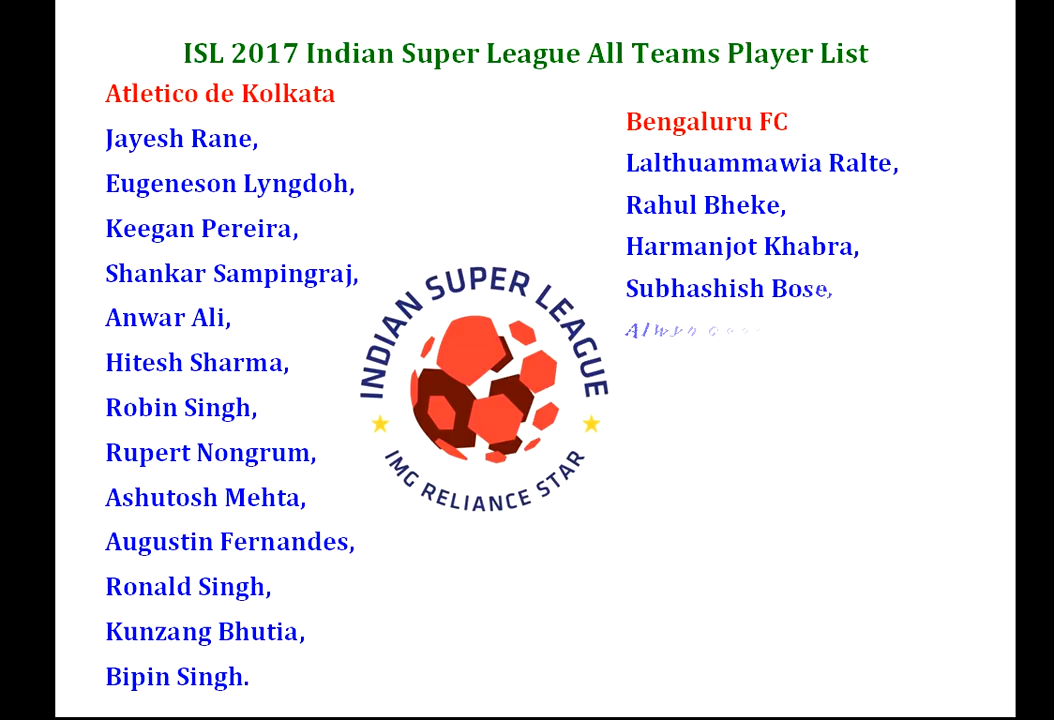 ISL 2017 Indian Super League All Teams Player List
Atletico de Kolkata
Jayesh Rane,
Eugeneson Lyngdoh,
Keegan Pereira,
Shankar Sampingraj,
Anwar Ali,
Hitesh Sharma,
Robin Singh,
Rupert Nongrum,
Ashutosh Mehta,
Augustin Fernandes,
Ronald Singh,
Kunzang Bhutia,
Bipin Singh.
INDIAN SUPER LEAGUE
IMG RELIANCE STAR
Bengaluru FC
Lalthuammawia Ralte,
Rahul Bheke,
Harmanjot Khabra,
Subhashish Bose,